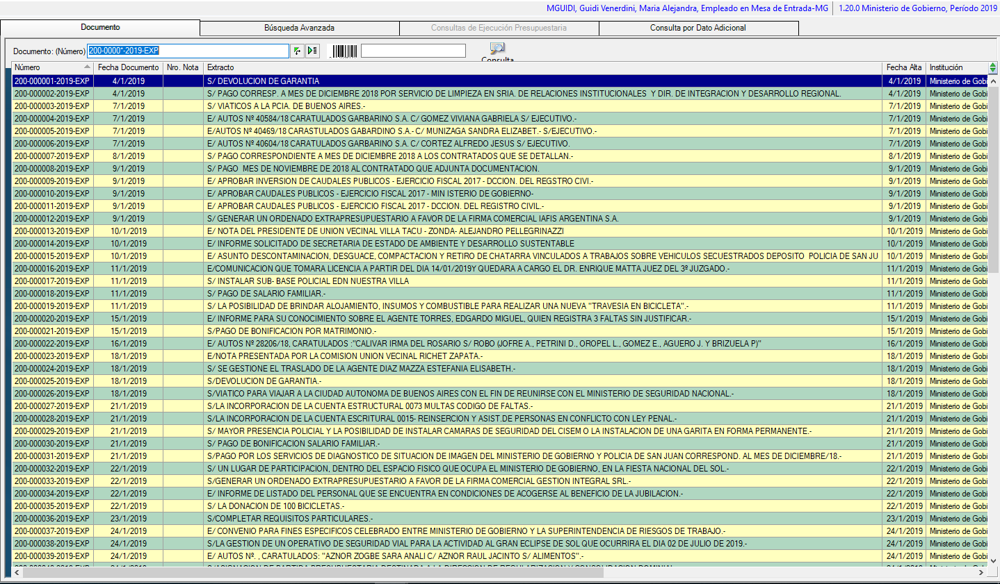 MGUIDI, Guidi Venerdini, Maria Alejandra, Empleado en Mesa de Entrada-MG 1.20.0 Ministerio de Gobierno, Período 2019
Documento Búsqueda Avanzada Consultas de Ejecución Presupuestaria Consulta por Dato Adicional
Documento: (Número) 200-0000*-2019-EXP Consulta
Número Fecha Documento Nro. Nota Extracto Fecha Alta Institución
200-000001-2019-EXP 4/1/2019 S/ DEVOLUCION DE GARANTIA 4/1/2019 Ministerio de Gobi
200-000002-2019-EXP 4/1/2019 S/ PAGO CORRESP. A MES DE DICIEMBRE 2018 POR SERVICIO DE LIMPIEZA EN SRIA. DE RELACIONES INSTITUCIONALES Y DIR. DE INTEGRACION Y DESARROLLO REGIONAL. 4/1/2019 Ministerio de Gobi
200-000003-2019-EXP 7/1/2019 S/ VIATICOS A LA PCIA. DE BUENOS AIRES.- 7/1/2019 Ministerio de Gobi
200-000004-2019-EXP 7/1/2019 E/ AUTOS Nº 40584/18 CARATULADOS GARBARINO S.A. C/ GOMEZ VIVIANA GABRIELA S/ EJECUTIVO.- 7/1/2019 Ministerio de Gobi
200-000005-2019-EXP 7/1/2019 E/AUTOS Nº 40469/18 CARASTULADOS GABARDINO S.A.- C/ MUNIZAGA SANDRA ELIZABET.- S/EJECUTIVO.- 7/1/2019 Ministerio de Gobi
200-000006-2019-EXP 7/1/2019 E/ AUTOS Nº 40604/18 CARATULADOS GARBARINO S.A. C/ CORTEZ ALFREDO JESUS S/ EJECUTIVO. 7/1/2019 Ministerio de Gobi
200-000007-2019-EXP 8/1/2019 S/ PAGO CORRESPONDIENTE A MES DE DICIEMBRE 2018 A LOS CONTRATADOS QUE SE DETALLAN.- 8/1/2019 Ministerio de Gobi
200-000008-2019-EXP 9/1/2019 S/ PAGO MES DE NOVIEMBRE DE 2018 AL CONTRATADO QUE ADJUNTA DOCUMENTACION. 9/1/2019 Ministerio de Gobi
200-000009-2019-EXP 9/1/2019 E/ APROBAR INVERSION DE CAUDALES PUBLICOS - EJERCICIO FISCAL 2017 - DCCION. DEL REGSTRO CIVI.- 9/1/2019 Ministerio de Gobi
200-000010-2019-EXP 9/1/2019 E/ APROBAR CAUDALES PUBLICOS - EJERCICIO FISCAL 2017 - MIN ISTERIO DE GOBIERNO- 9/1/2019 Ministerio de Gobi
200-000011-2019-EXP 9/1/2019 E/ APROBAR CAUDALES PUBLICOS - EJERCICIO FISCAL 2017 - DCCION. DEL REGISTRO CIVIL.- 9/1/2019 Ministerio de Gobi
200-000012-2019-EXP 9/1/2019 S/ GENERAR UN ORDENADO EXTRAPRESUPUESTARIO A FAVOR DE LA FIRMA COMERCIAL IAFIS ARGENTINA S.A. 9/1/2019 Ministerio de Gobi
200-000013-2019-EXP 10/1/2019 E/ NOTA DEL PRESIDENTE DE UNION VECINAL VILLA TACU - ZONDA- ALEJANDRO PELLEGRINAZZI 10/1/2019 Ministerio de Gobi
200-000014-2019-EXP 10/1/2019 E/ INFORME SOLICITADO DE SECRETARIA DE ESTADO DE AMBIENTE Y DESARROLLO SUSTENTABLE 10/1/2019 Ministerio de Gobi
200-000015-2019-EXP 10/1/2019 E/ ASUNTO DESCONTAMINACION, DESGUACE, COMPACTACION Y RETIRO DE CHATARRA VINCULADOS A TRABAJOS SOBRE VEHICULOS SECUESTRADOS DEPOSITO POLICIA DE SAN JU 10/1/2019 Ministerio de Gobi
200-000016-2019-EXP 11/1/2019 E/COMUNICACION QUE TOMARA LICENCIA A PARTIR DEL DIA 14/01/2019Y QUEDARA A CARGO EL DR. ENRIQUE MATTA JUEZ DEL 3º JUZGADO.- 11/1/2019 Ministerio de Gobi
200-000017-2019-EXP 11/1/2019 S/ INSTALAR SUB- BASE POLICIAL EDN NUESTRA VILLA 11/1/2019 Ministerio de Gobi
200-000018-2019-EXP 11/1/2019 S/ PAGO DE SALARIO FAMILIAR.- 11/1/2019 Ministerio de Gobi
200-000019-2019-EXP 11/1/2019 S/ LA POSIBILIDAD DE BRINDAR ALOJAMIENTO, INSUMOS Y COMBUSTIBLE PARA REALIZAR UNA NUEVA "TRAVESIA EN BICICLETA".- 11/1/2019 Ministerio de Gobi
200-000020-2019-EXP 15/1/2019 E/ INFORME PARA SU CONOCIMIENTO SOBRE EL AGENTE TORRES, EDGARDO MIGUEL, QUIEN REGISTRA 3 FALTAS SIN JUSTIFICAR.- 15/1/2019 Ministerio de Gobi
200-000021-2019-EXP 15/1/2019 S/PAGO DE BONIFICACION POR MATRIMONIO.- 15/1/2019 Ministerio de Gobi
200-000022-2019-EXP 16/1/2019 E/ AUTOS Nº 28206/18, CARATULADOS :"CALIVAR IRMA DEL ROSARIO S/ ROBO (JOFRE A., PETRINI D., OROPEL L., GOMEZ E., AGUERO J. Y BRIZUELA P)" 16/1/2019 Ministerio de Gobi
200-000023-2019-EXP 18/1/2019 E/NOTA PRESENTADA POR LA COMISION UNION VECINAL RICHET ZAPATA.- 18/1/2019 Ministerio de Gobi
200-000024-2019-EXP 18/1/2019 S/ SE GESTIONE EL TRASLADO DE LA AGENTE DIAZ MAZZA ESTEFANIA ELISABETH.- 18/1/2019 Ministerio de Gobi
200-000025-2019-EXP 18/1/2019 S/DEVOLUCION DE GARANTIA.- 18/1/2019 Ministerio de Gobi
200-000026-2019-EXP 18/1/2019 S/VIATICO PARA VIAJAR A LA CIUDAD AUTONOMA DE BUENOS AIRES CON EL FIN DE REUNIRSE CON EL MINISTERIO DE SEGURIDAD NACIONAL.- 18/1/2019 Ministerio de Gobi
200-000027-2019-EXP 21/1/2019 S/LA INCORPORACION DE LA CUENTA ESTRUCTURAL 0073 MULTAS CODIGO DE FALTAS.- 21/1/2019 Ministerio de Gobi
200-000028-2019-EXP 21/1/2019 S/LA INCORPORACION DE LA CUENTA ESCRITURAL 0015- REINSERCION Y ASIST.DE PERSONAS EN CONFLICTO CON LEY PENAL.- 21/1/2019 Ministerio de Gobi
200-000029-2019-EXP 21/1/2019 S/ MAYOR PRESENCIA POLICIAL Y LA POSIBILIDAD DE INSTALAR CAMARAS DE SEGURIDAD DEL CISEM O LA INSTALACION DE UNA GARITA EN FORMA PERMANENTE.- 21/1/2019 Ministerio de Gobi
200-000030-2019-EXP 21/1/2019 S/ PAGO DE BONIFICACION SALARIO FAMILIAR.- 21/1/2019 Ministerio de Gobi
200-000031-2019-EXP 21/1/2019 S/PAGO POR LOS SERVICIOS DE DIAGNOSTICO DE SITUACION DE IMAGEN DEL MINISTERIO DE GOBIERNO Y POLICIA DE SAN JUAN CORRESPOND. AL MES DE DICIEMBRE/18.- 21/1/2019 Ministerio de Gobi
200-000032-2019-EXP 22/1/2019 S/ UN LUGAR DE PARTICIPACION, DENTRO DEL ESPACIO FISICO QUE OCUPA EL MINISTERIO DE GOBIERNO, EN LA FIESTA NACIONAL DEL SOL.- 22/1/2019 Ministerio de Gobi
200-000033-2019-EXP 22/1/2019 S/GENERAR UN ORDENADO EXTRAPRESUPUESTARIO A FAVOR DE LA FIRMA COMERCIAL GESTION INTEGRAL SRL.- 22/1/2019 Ministerio de Gobi
200-000034-2019-EXP 22/1/2019 E/ INFORME DE LISTADO DEL PERSONAL QUE SE ENCUENTRA EN CONDICIONES DE ACOGERSE AL BENEFICIO DE LA JUBILACION.- 22/1/2019 Ministerio de Gobi
200-000035-2019-EXP 22/1/2019 S/ LA DONACION DE 100 BICICLETAS.- 22/1/2019 Ministerio de Gobi
200-000036-2019-EXP 23/1/2019 S/COMPLETAR REQUISITOS PARTICULARES.- 23/1/2019 Ministerio de Gobi
200-000037-2019-EXP 24/1/2019 E/ CONVENIO PARA FINES ESPECIFICOS CELEBRADO ENTRE MINISTERIO DE GOBIERNO Y LA SUPERINTENDENCIA DE RIESGOS DE TRABAJO.- 24/1/2019 Ministerio de Gobi
200-000038-2019-EXP 24/1/2019 S/LA GESTION DE UN OPERATIVO DE SEGURIDAD VIAL PARA LA ACTIVIDAD AL GRAN ECLIPSE DE SOL QUE OCURRIRA EL DIA 02 DE JULIO DE 2019.- 24/1/2019 Ministerio de Gobi
200-000039-2019-EXP 24/1/2019 E/ AUTOS Nº. , CARATULADOS: "AZNOR ZOGBE SARA ANALI C/ AZNOR RAUL JACINTO S/ ALIMENTOS".- 24/1/2019 Ministerio de Gobi